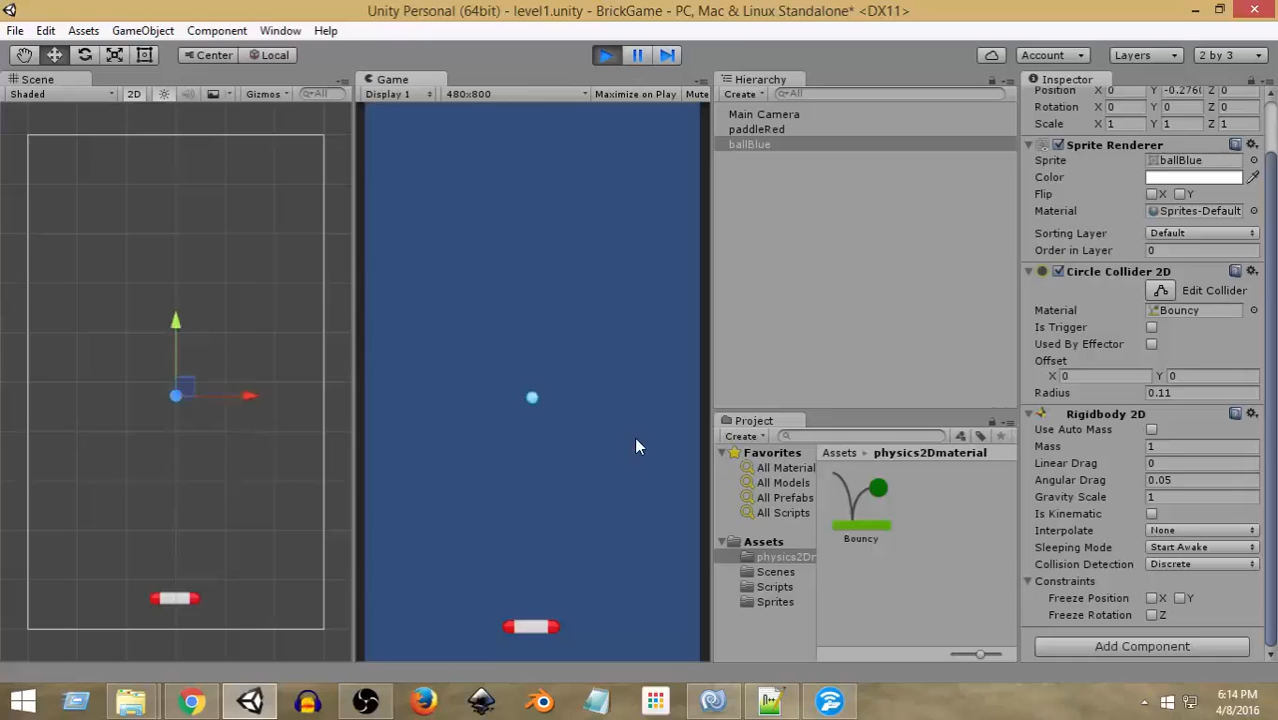 Unity Personal (64bit) - level1.unity - BrickGame - PC, Mac & Linux Standalone* <DX11>
File Edit Assets GameObject Component Window Help
Center Local Account Layers 2 by 3
Scene Game Hierarchy Inspector
Shaded 2D Gizmos All Display 1 480x800 Maximize on Play Mute Create All
Position X 0 Y -0.276( Z 0
Rotation X 0 Y 0 Z 0
Scale X 1 Y 1 Z 1
Main Camera
paddleRed
ballBlue
Sprite Renderer
Sprite ballBlue
Color
Flip X Y
Material Sprites-Default
Sorting Layer Default
Order in Layer 0
Circle Collider 2D
Edit Collider
Material Bouncy
Is Trigger
Used By Effector
Offset
X 0 Y 0
Radius 0.11
Rigidbody 2D
Use Auto Mass
Mass 1
Linear Drag 0
Angular Drag 0.05
Gravity Scale 1
Is Kinematic
Interpolate None
Sleeping Mode Start Awake
Collision Detection Discrete
Constraints
Freeze Position X Y
Freeze Rotation Z
Add Component
Project
Create
Favorites
All Material
All Models
All Prefabs
All Scripts
Assets
physics2Dr
Scenes
Scripts
Sprites
Assets physics2Dmaterial
Bouncy
6:14 PM
4/8/2016